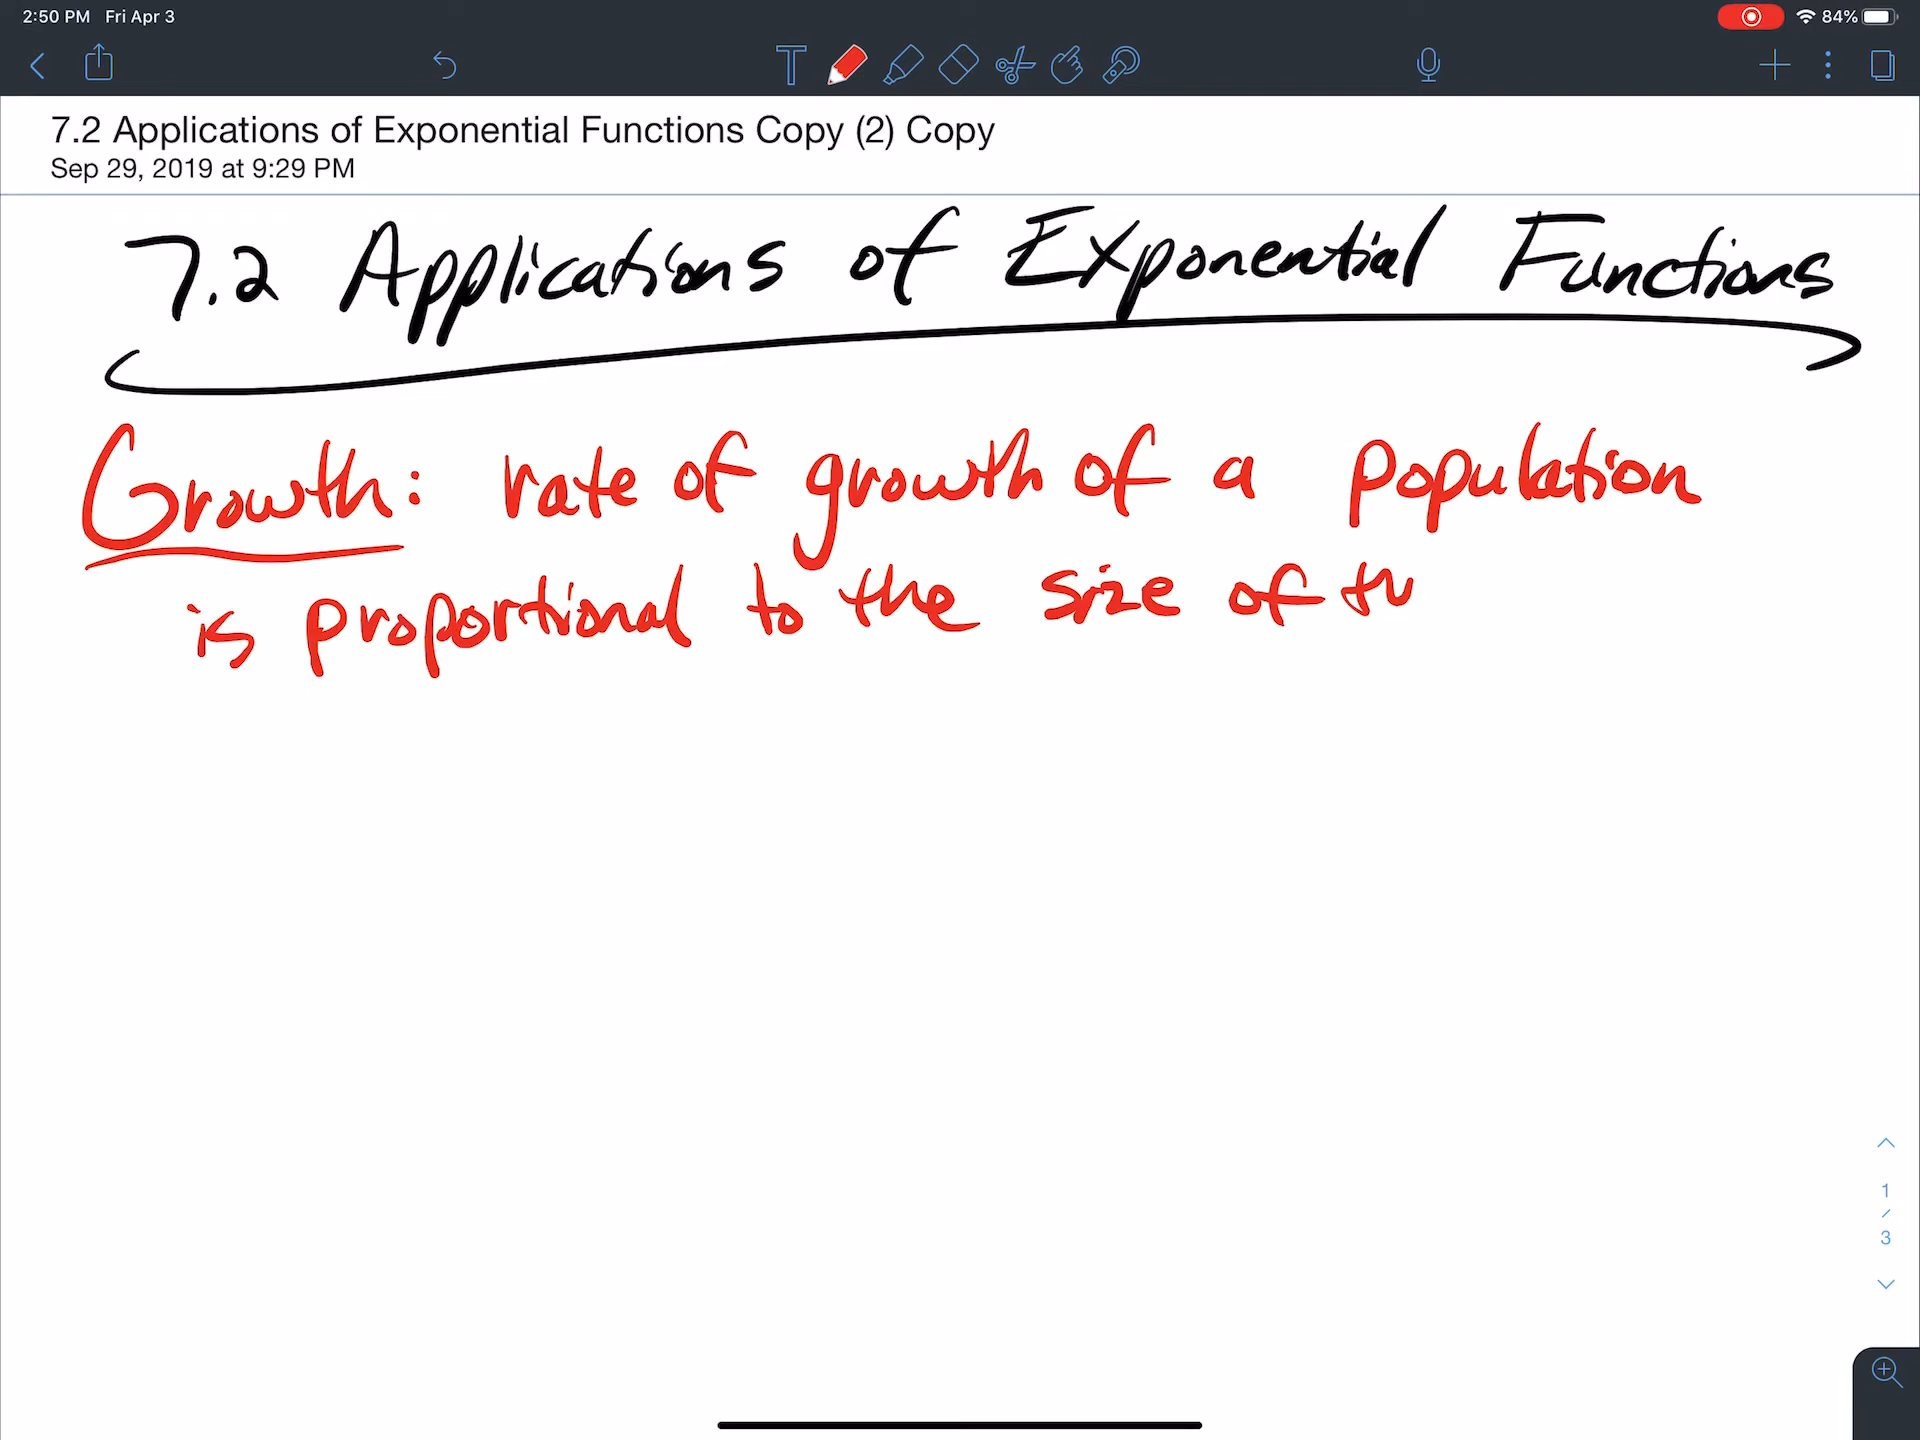 2:50 PM Fri Apr 3
84%
7.2 Applications of Exponential Functions Copy (2) Copy
Sep 29, 2019 at 9:29 PM
7.2 Applications of Exponential Functions
Growth: rate of growth of a population
is proportional to the size of
1
/
3